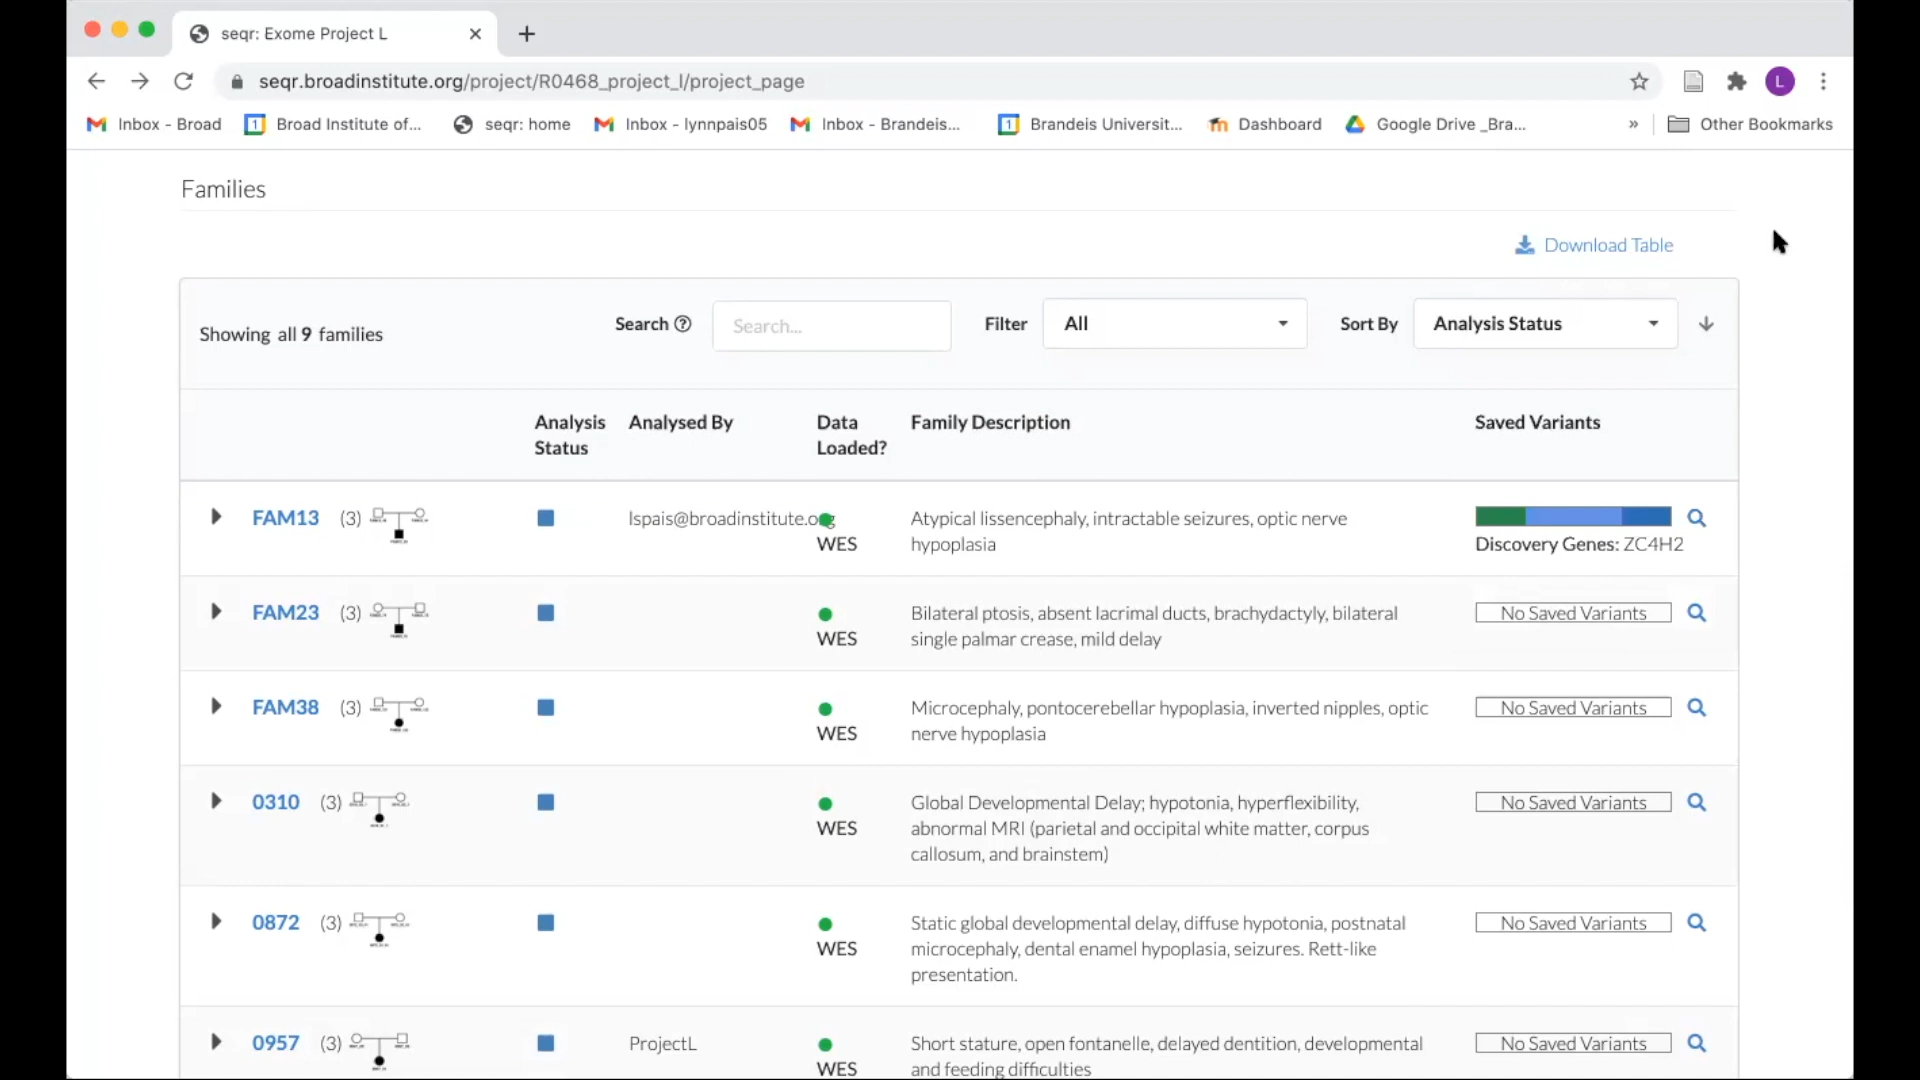 seqr: Exome Project L
seqr.broadinstitute.org/project/R0468_project_l/project_page
L
Inbox - Broad
1 Broad Institute of...
seqr: home
Inbox - lynnpais05
Inbox - Brandeis...
1 Brandeis Universit...
Dashboard
Google Drive _Bra...
»
Other Bookmarks
Families
Download Table
Showing all 9 families
Search
Search...
Filter
All
Sort By
Analysis Status
Analysis
Status
Analysed By
Data
Loaded?
Family Description
Saved Variants
FAM13 (3)
lspais@broadinstitute.org
WES
Atypical lissencephaly, intractable seizures, optic nerve
hypoplasia
Discovery Genes: ZC4H2
FAM23 (3)
WES
Bilateral ptosis, absent lacrimal ducts, brachydactyly, bilateral
single palmar crease, mild delay
No Saved Variants
FAM38 (3)
WES
Microcephaly, pontocerebellar hypoplasia, inverted nipples, optic
nerve hypoplasia
No Saved Variants
0310 (3)
WES
Global Developmental Delay; hypotonia, hyperflexibility,
abnormal MRI (parietal and occipital white matter, corpus
callosum, and brainstem)
No Saved Variants
0872 (3)
WES
Static global developmental delay, diffuse hypotonia, postnatal
microcephaly, dental enamel hypoplasia, seizures. Rett-like
presentation.
No Saved Variants
0957 (3)
ProjectL
WES
Short stature, open fontanelle, delayed dentition, developmental
and feeding difficulties
No Saved Variants